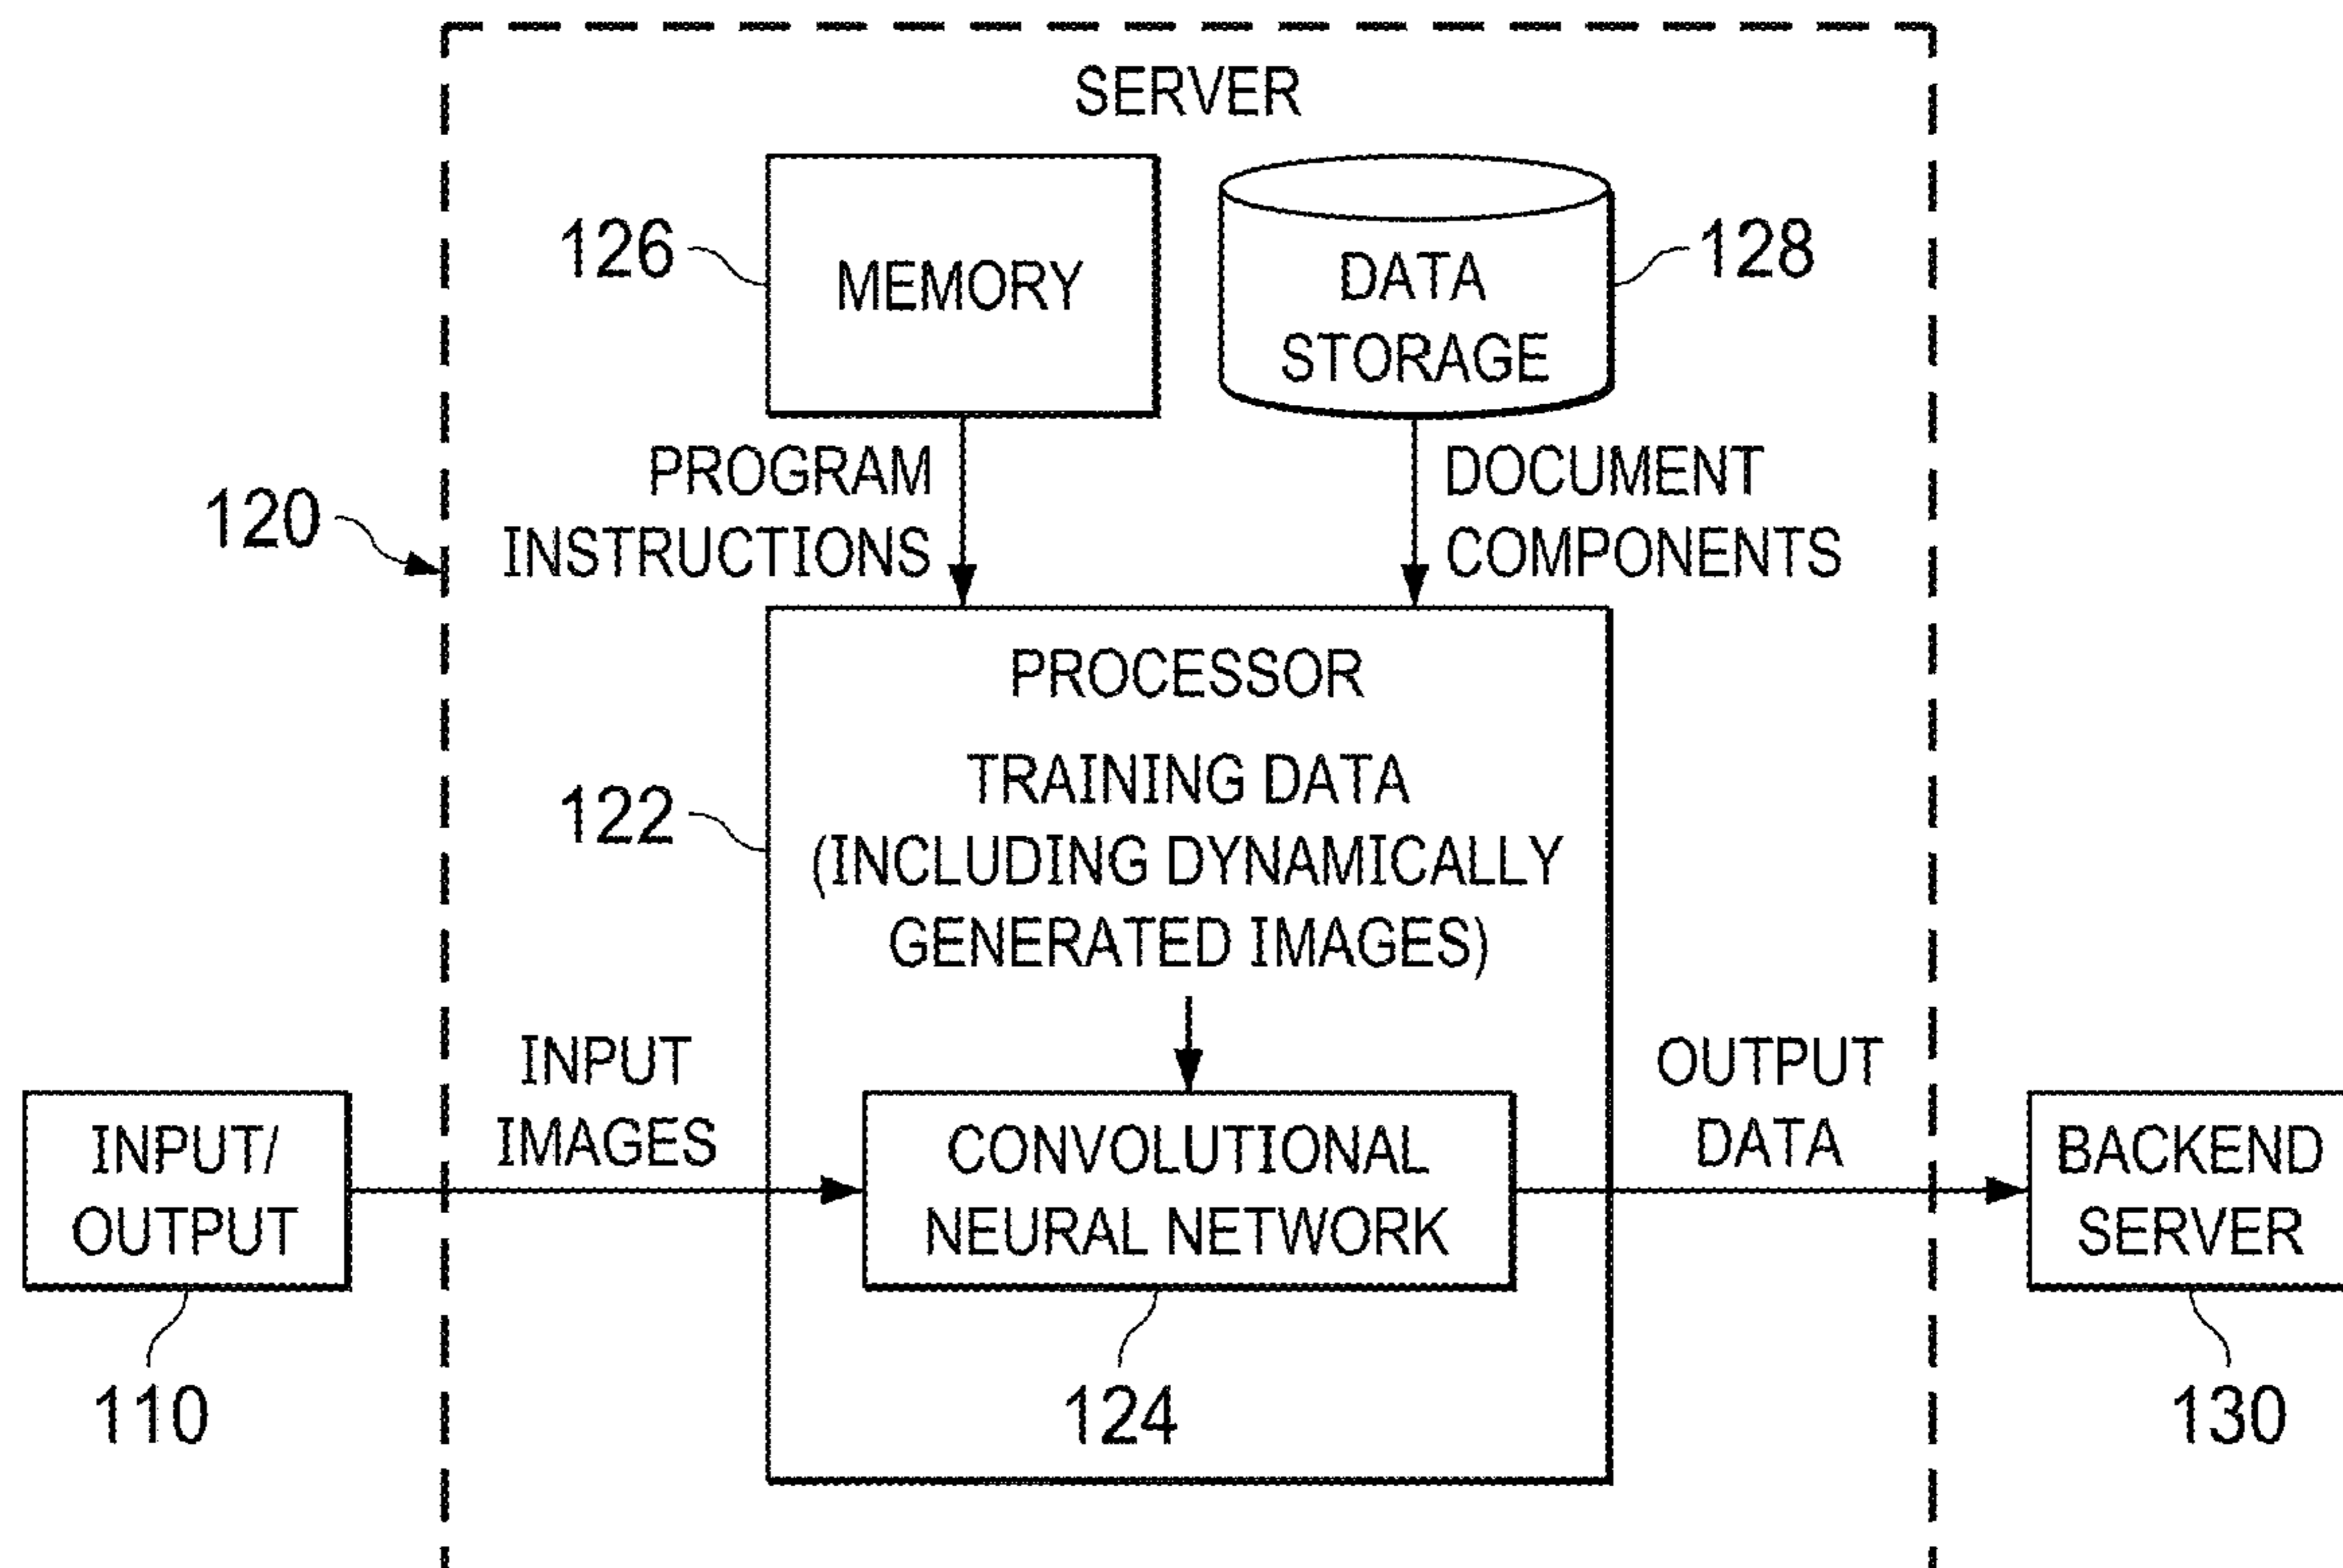 SERVER
126
MEMORY
DATA
STORAGE
128
120
PROGRAM
INSTRUCTIONS
DOCUMENT
COMPONENTS
PROCESSOR
122
TRAINING DATA
(INCLUDING DYNAMICALLY
GENERATED IMAGES)
INPUT/
OUTPUT
110
INPUT
IMAGES
CONVOLUTIONAL
NEURAL NETWORK
124
OUTPUT
DATA
BACKEND
SERVER
130